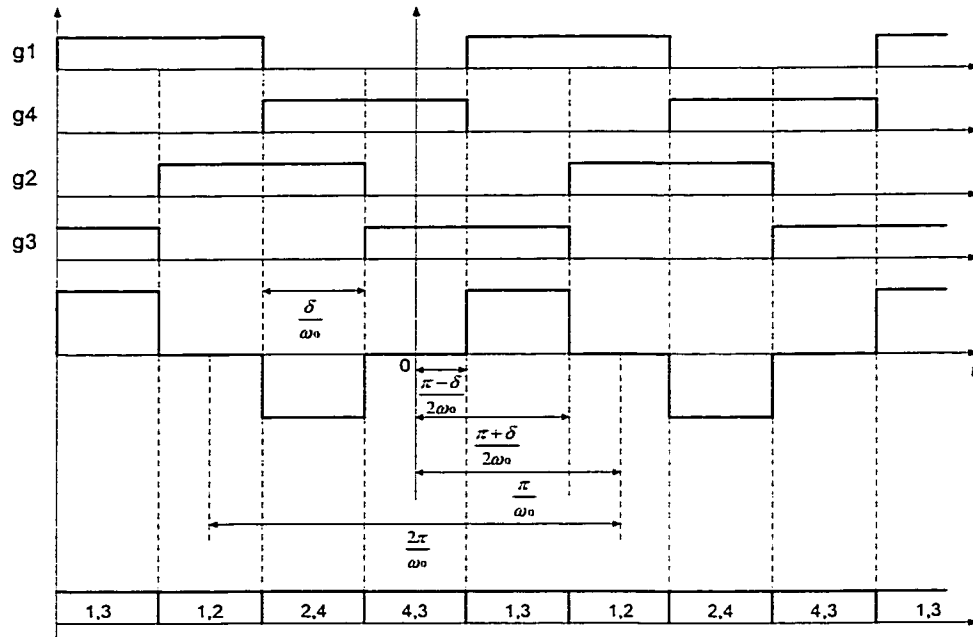 g1
g4
g2
g3
δ/ω₀
0
t
(π−δ)/2ω₀
(π+δ)/2ω₀
π/ω₀
2π/ω₀
1,3 1,2 2,4 4,3 1,3 1,2 2,4 4,3 1,3